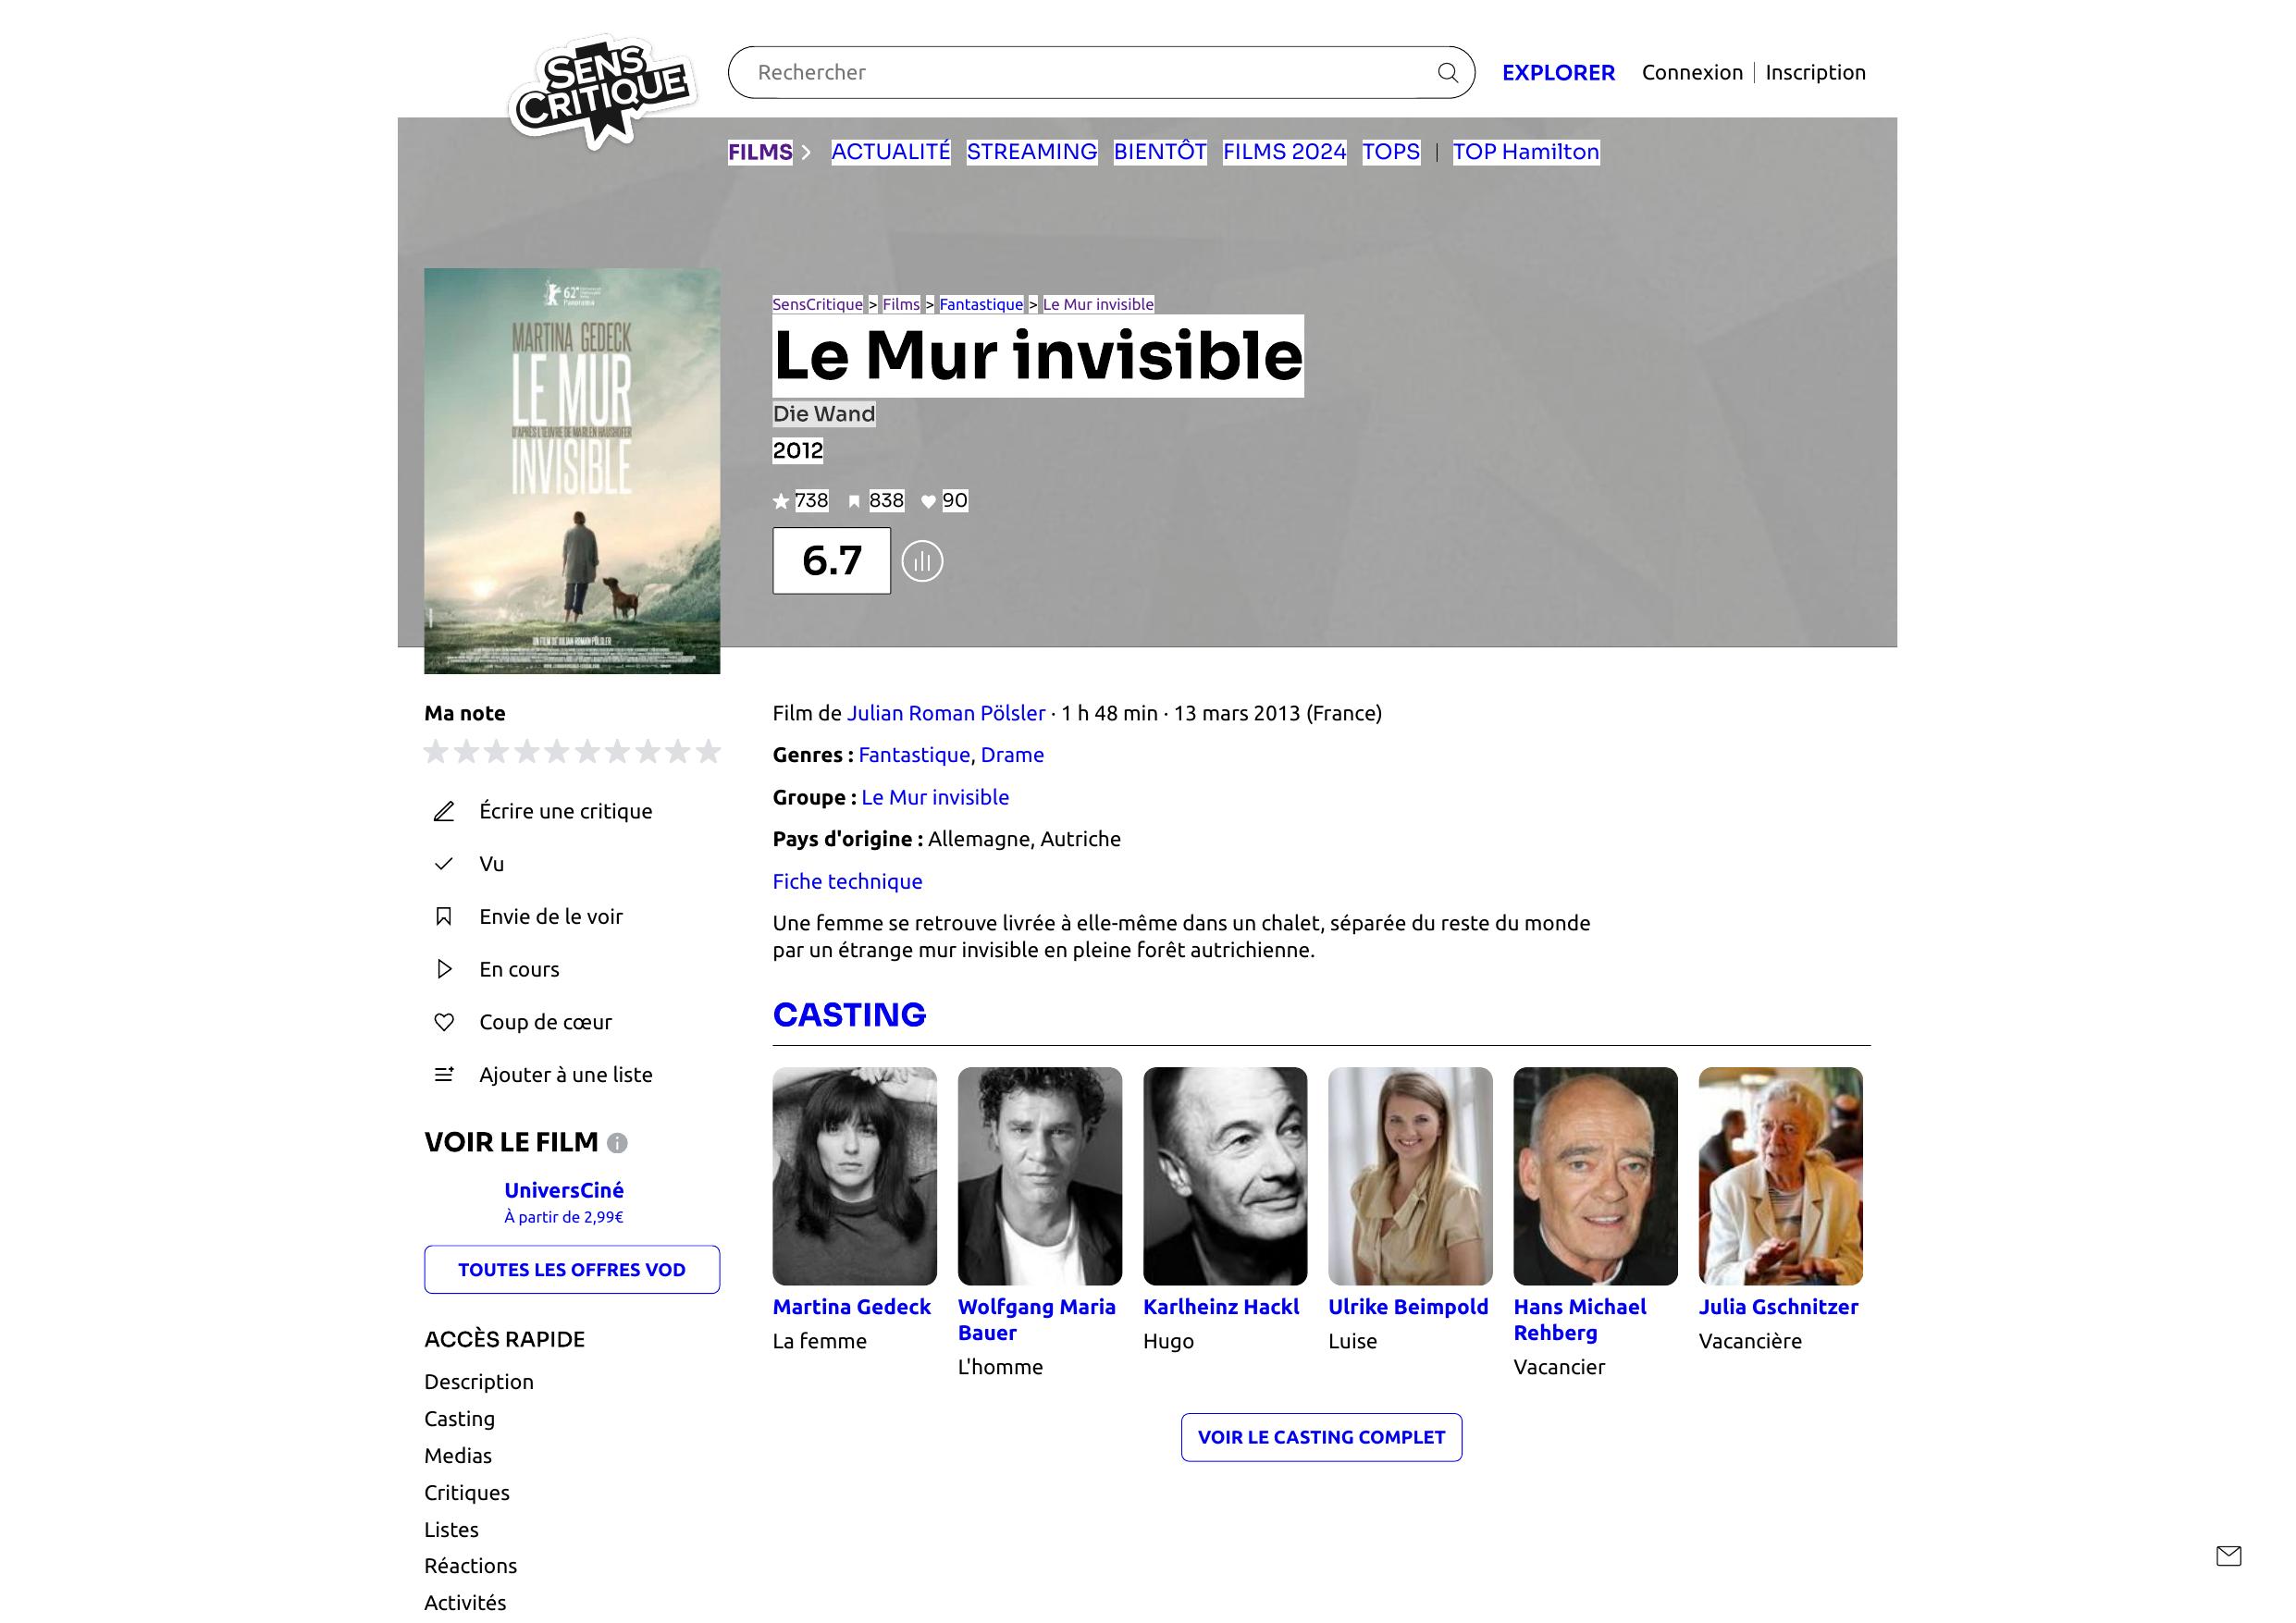 SENS
CRITIQUE
Rechercher
EXPLORER
Connexion | Inscription
FILMS > ACTUALITÉ STREAMING BIENTÔT FILMS 2024 TOPS | TOP Hamilton
62
Panorama
MARTINA GEDECK
LE MUR
D'APRÈS L'ŒUVRE DE MARLEN HAUSHOFER
INVISIBLE
UN FILM DE JULIAN ROMAN PÖLSLER
SensCritique > Films > Fantastique > Le Mur invisible
Le Mur invisible
Die Wand
2012
738 838 90
6.7
Ma note
Écrire une critique
Vu
Envie de le voir
En cours
Coup de cœur
Ajouter à une liste
VOIR LE FILM
UniversCiné
À partir de 2,99€
TOUTES LES OFFRES VOD
ACCÈS RAPIDE
Description
Casting
Medias
Critiques
Listes
Réactions
Activités
Film de Julian Roman Pölsler · 1 h 48 min · 13 mars 2013 (France)
Genres : Fantastique, Drame
Groupe : Le Mur invisible
Pays d'origine : Allemagne, Autriche
Fiche technique
Une femme se retrouve livrée à elle-même dans un chalet, séparée du reste du monde
par un étrange mur invisible en pleine forêt autrichienne.
CASTING
Martina Gedeck
La femme
Wolfgang Maria
Bauer
L'homme
Karlheinz Hackl
Hugo
Ulrike Beimpold
Luise
Hans Michael
Rehberg
Vacancier
Julia Gschnitzer
Vacancière
VOIR LE CASTING COMPLET